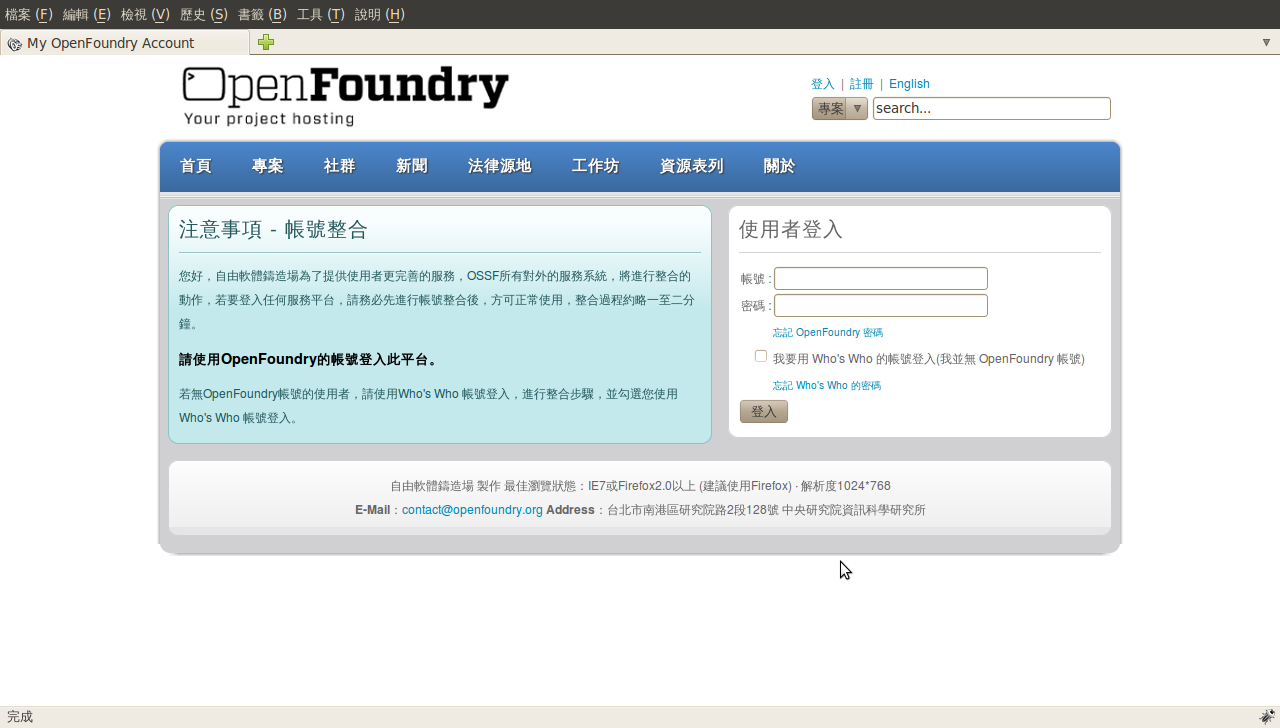 檔案 (F) 編輯 (E) 檢視 (V) 歷史 (S) 書籤 (B) 工具 (T) 說明 (H)
My OpenFoundry Account
OpenFoundry
Your project hosting
登入 | 註冊 | English
專案 search...
首頁 專案 社群 新聞 法律源地 工作坊 資源表列 關於
注意事項 - 帳號整合
您好，自由軟體鑄造場為了提供使用者更完善的服務，OSSF所有對外的服務系統，將進行整合的
動作，若要登入任何服務平台，請務必先進行帳號整合後，方可正常使用，整合過程約略一至二分
鐘。
請使用OpenFoundry的帳號登入此平台。
若無OpenFoundry帳號的使用者，請使用Who's Who 帳號登入，進行整合步驟，並勾選您使用
Who's Who 帳號登入。
使用者登入
帳號 :
密碼 :
忘記 OpenFoundry 密碼
我要用 Who's Who 的帳號登入(我並無 OpenFoundry 帳號)
忘記 Who's Who 的密碼
登入
自由軟體鑄造場 製作 最佳瀏覽狀態：IE7或Firefox2.0以上 (建議使用Firefox) · 解析度1024*768
E-Mail：contact@openfoundry.org Address：台北市南港區研究院路2段128號 中央研究院資訊科學研究所
完成